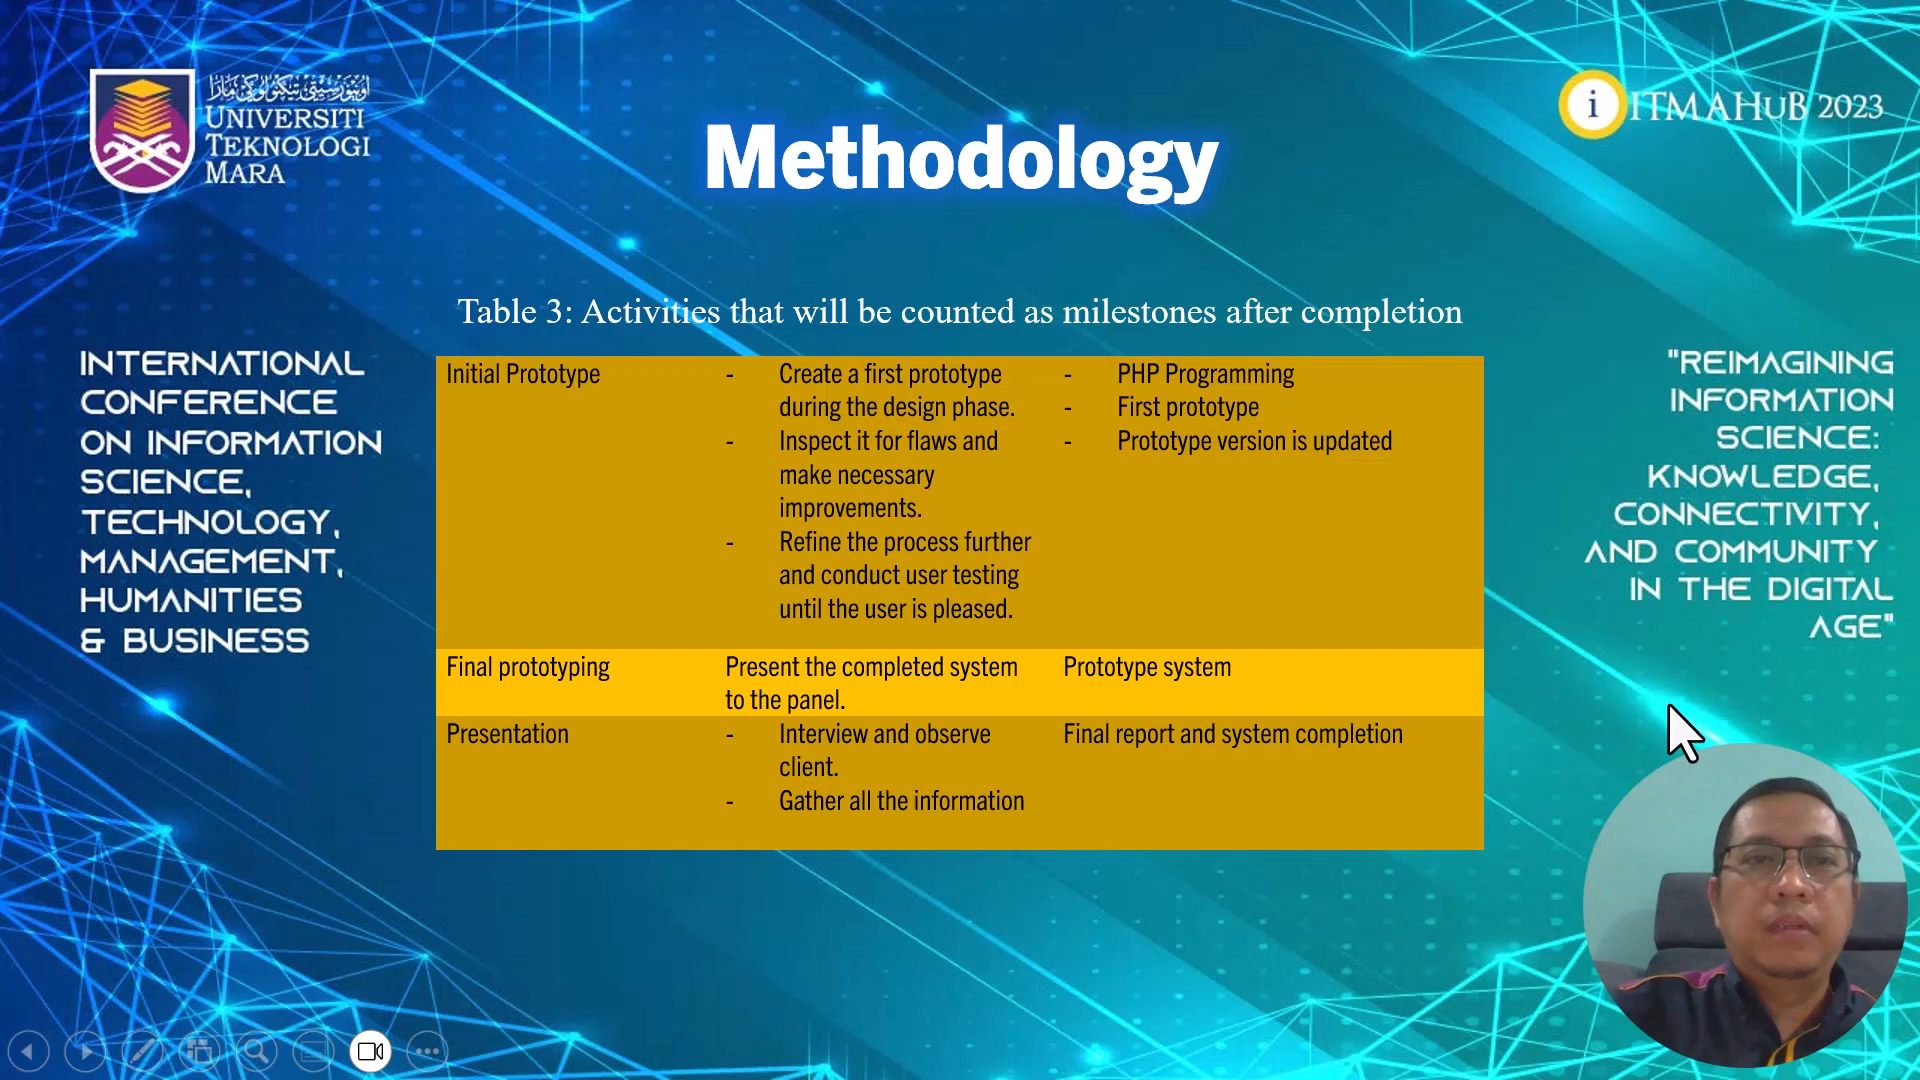 اونيۏرسيتي تيكنولوڬي مارا
UNIVERSITI
TEKNOLOGI
MARA
i
ITMAHUB 2023
Methodology
Table 3: Activities that will be counted as milestones after completion
INTERNATIONAL
CONFERENCE
ON INFORMATION
SCIENCE,
TECHNOLOGY,
MANAGEMENT,
HUMANITIES
& BUSINESS
Initial Prototype
- Create a first prototype
during the design phase.
- Inspect it for flaws and
make necessary
improvements.
- Refine the process further
and conduct user testing
until the user is pleased.
- PHP Programming
- First prototype
- Prototype version is updated
Final prototyping
Present the completed system
to the panel.
Prototype system
Presentation
- Interview and observe
client.
- Gather all the information
Final report and system completion
"REIMAGINING
INFORMATION
SCIENCE:
KNOWLEDGE,
CONNECTIVITY,
AND COMMUNITY
IN THE DIGITAL
AGE"